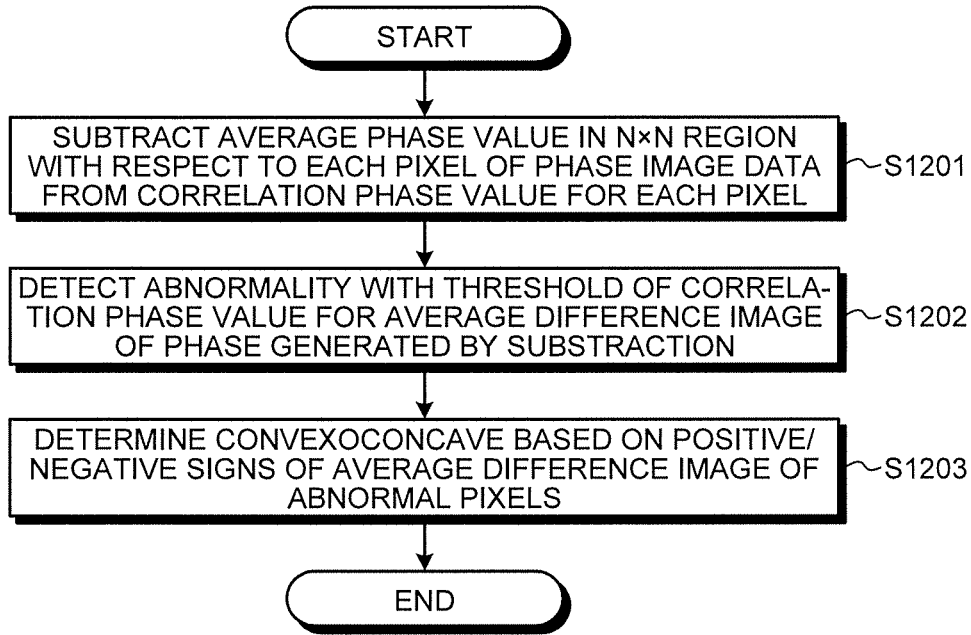 START
SUBTRACT AVERAGE PHASE VALUE IN N×N REGION
WITH RESPECT TO EACH PIXEL OF PHASE IMAGE DATA
FROM CORRELATION PHASE VALUE FOR EACH PIXEL
S1201
DETECT ABNORMALITY WITH THRESHOLD OF CORRELA-
TION PHASE VALUE FOR AVERAGE DIFFERENCE IMAGE
OF PHASE GENERATED BY SUBSTRACTION
S1202
DETERMINE CONVEXOCONCAVE BASED ON POSITIVE/
NEGATIVE SIGNS OF AVERAGE DIFFERENCE IMAGE OF
ABNORMAL PIXELS
S1203
END